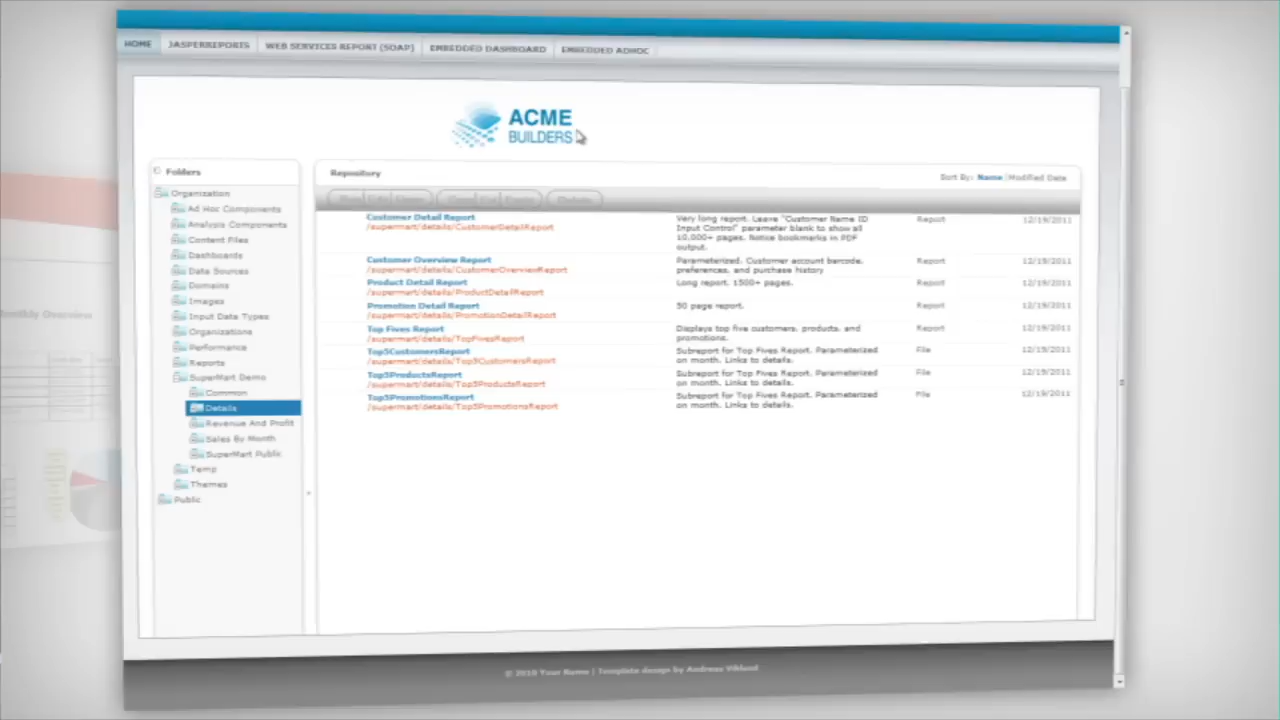 HOME JASPERREPORTS WEB SERVICES REPORT (SOAP) EMBEDDED DASHBOARD EMBEDDED ADHOC
ACME
BUILDERS
Folders
Organization
Ad Hoc Components
Analysis Components
Content Files
Dashboards
Data Sources
Domains
Images
Input Data Types
Organizations
Performance
Reports
SuperMart Demo
Common
Details
Revenue And Profit
Sales By Month
SuperMart Public
Temp
Themes
Public
Repository
Sort By: Name | Modified Date
Customer Detail Report
/supermart/details/CustomerDetailReport
Very long report. Leave "Customer Name ID
Input Control" parameter blank to show all
10,000+ pages. Notice bookmarks in PDF
output.
Report
12/19/2011
Customer Overview Report
/supermart/details/CustomerOverviewReport
Parameterized. Customer account barcode,
preferences, and purchase history
Report
12/19/2011
Product Detail Report
/supermart/details/ProductDetailReport
Long report. 1500+ pages.
Report
12/19/2011
Promotion Detail Report
/supermart/details/PromotionDetailReport
50 page report.
Report
12/19/2011
Top Fives Report
/supermart/details/TopFivesReport
Displays top five customers, products, and
promotions.
Report
12/19/2011
Top5CustomersReport
/supermart/details/Top5CustomersReport
Subreport for Top Fives Report. Parameterized
on month. Links to details.
File
12/19/2011
Top5ProductsReport
/supermart/details/Top5ProductsReport
Subreport for Top Fives Report. Parameterized
on month. Links to details.
File
12/19/2011
Top5PromotionsReport
/supermart/details/Top5PromotionsReport
Subreport for Top Fives Report. Parameterized
on month. Links to details.
File
12/19/2011
© 2010 Your Name | Template design by Andreas Viklund
Overview